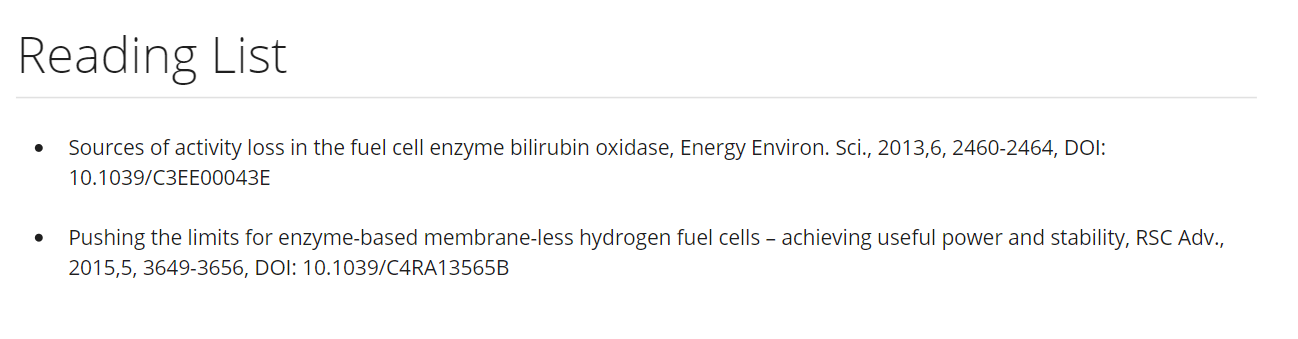 Reading List
• Sources of activity loss in the fuel cell enzyme bilirubin oxidase, Energy Environ. Sci., 2013,6, 2460-2464, DOI:
10.1039/C3EE00043E
• Pushing the limits for enzyme-based membrane-less hydrogen fuel cells – achieving useful power and stability, RSC Adv.,
2015,5, 3649-3656, DOI: 10.1039/C4RA13565B